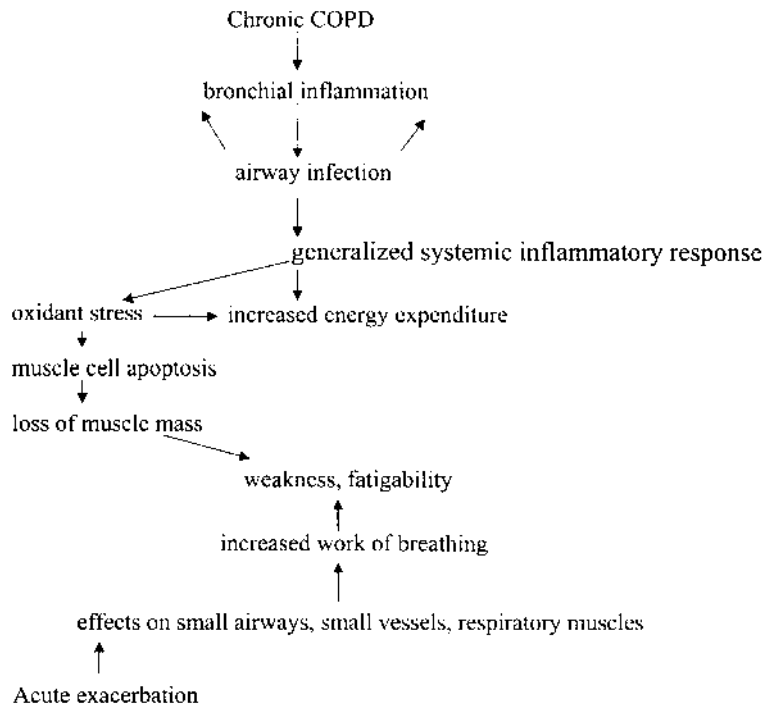 Chronic COPD
bronchial inflammation
airway infection
generalized systemic inflammatory response
oxidant stress
increased energy expenditure
muscle cell apoptosis
loss of muscle mass
weakness, fatigability
increased work of breathing
effects on small airways, small vessels, respiratory muscles
Acute exacerbation